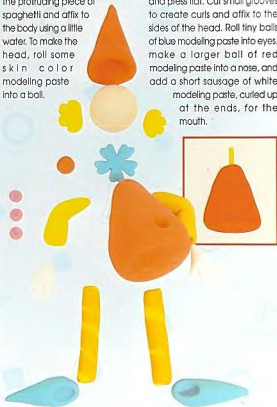 the protruding piece of
spaghetti and affix to
the body using a little
water. To make the
head, roll some
skin color
modeling paste
into a ball.
and press flat. Cut small grooves
to create curls and affix to the
sides of the head. Roll tiny balls
of blue modeling paste into eyes,
make a larger ball of red
modeling paste into a nose, and
add a short sausage of white
modeling paste, curled up
at the ends, for the
mouth.